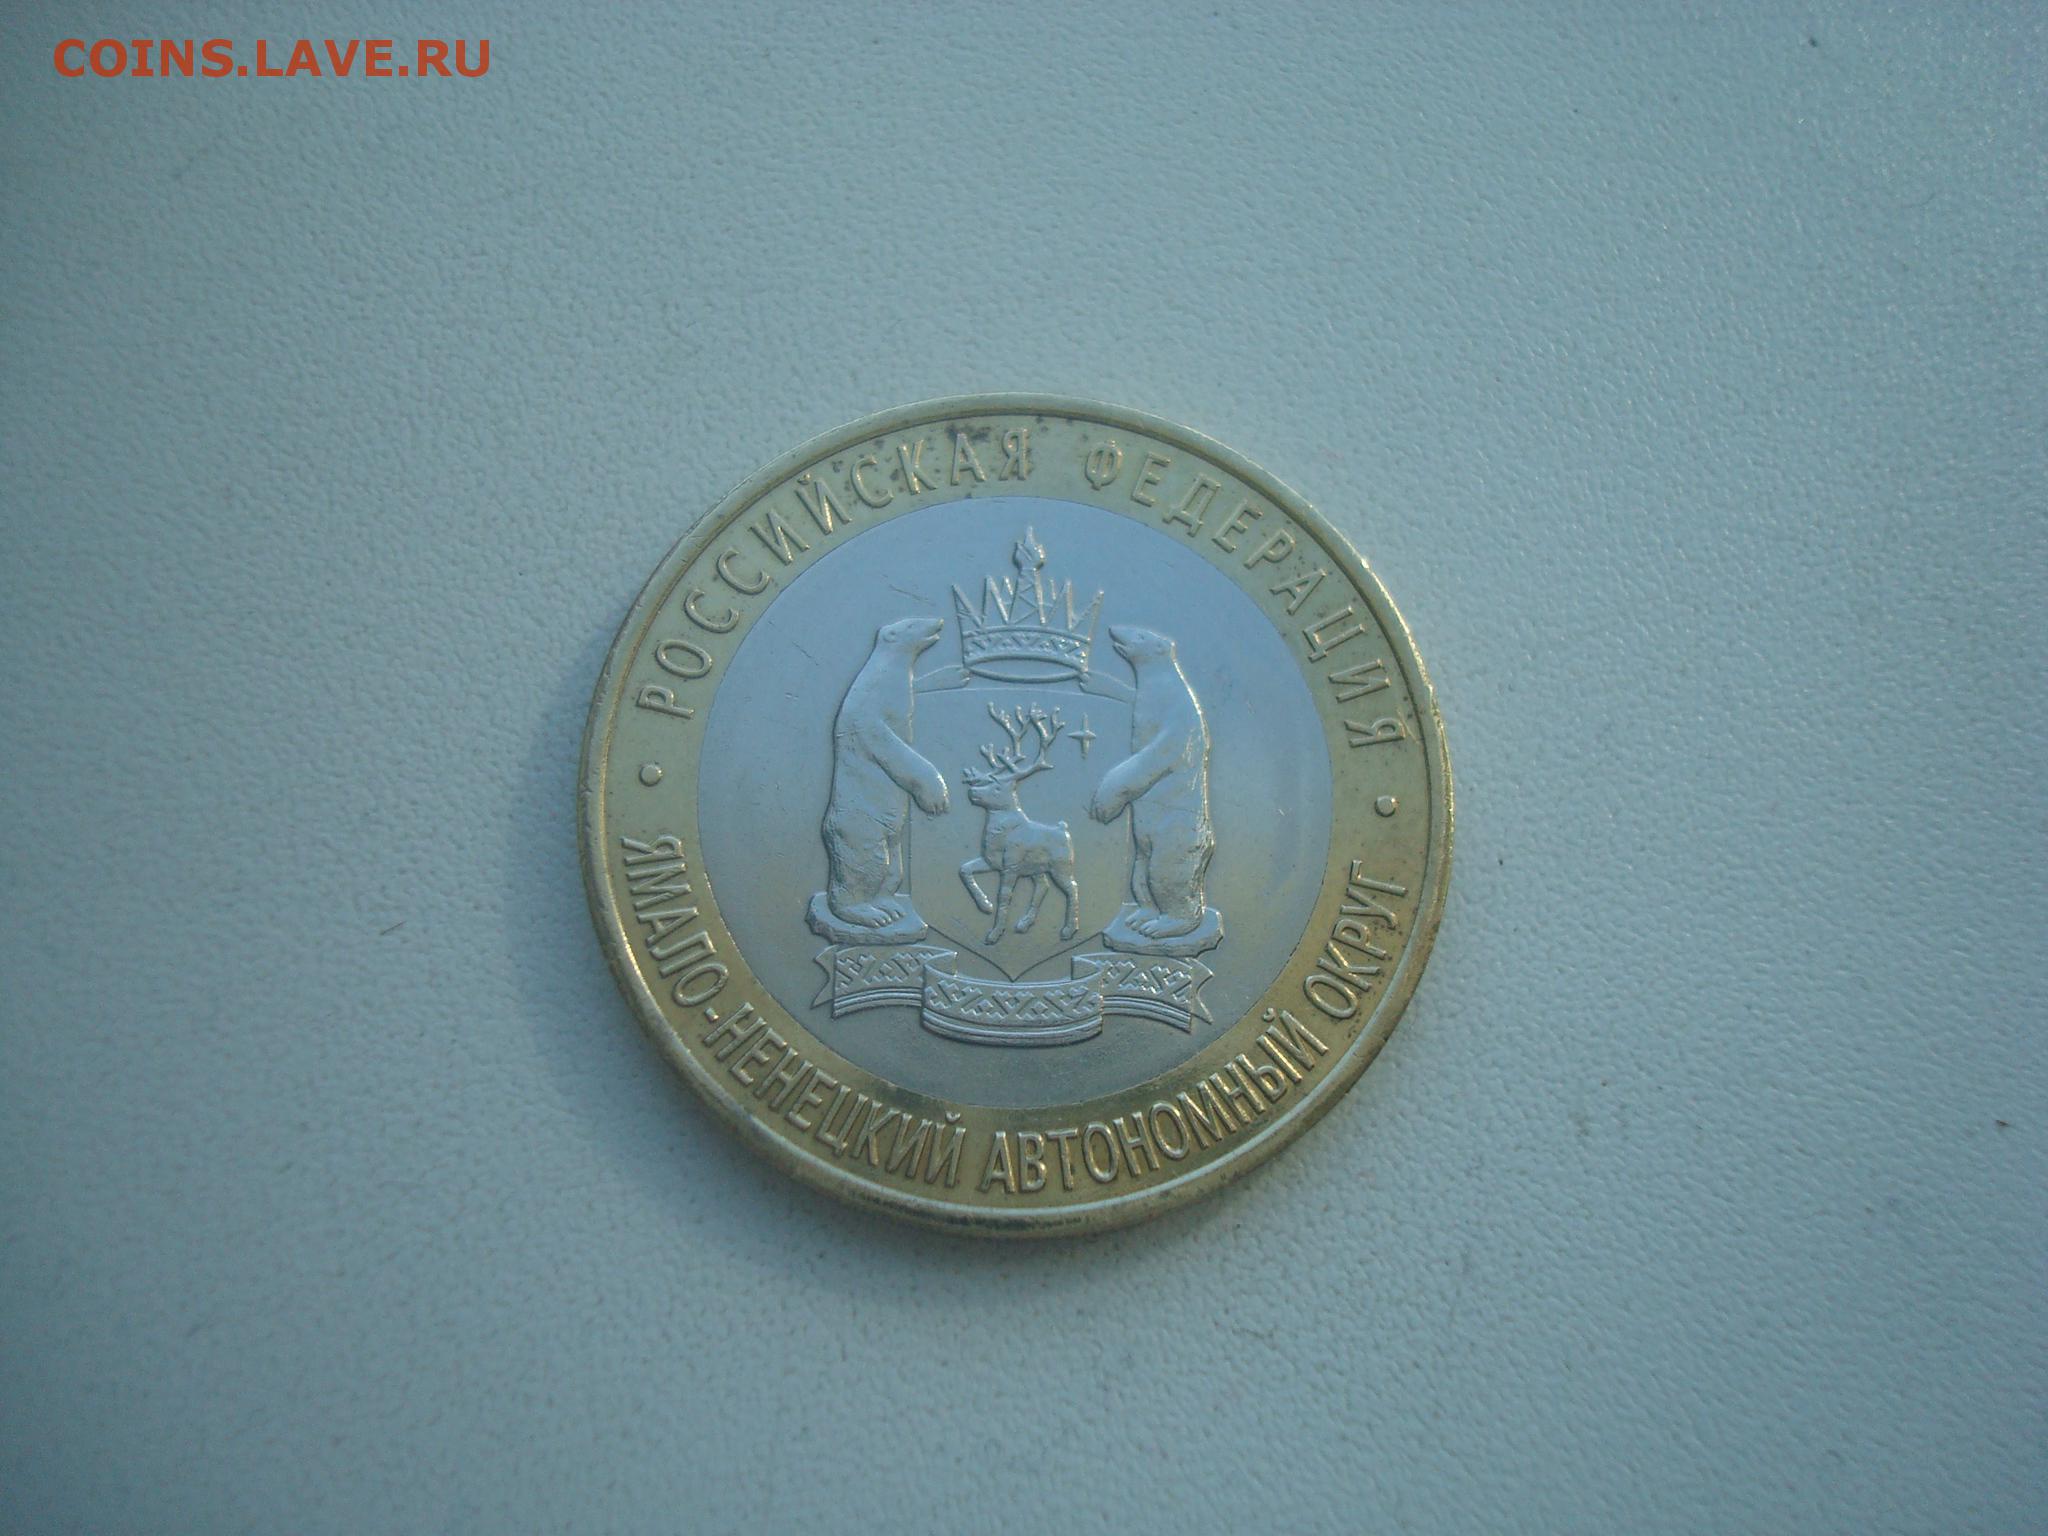 COINS.LAVE.RU
РОССИЙСКАЯ ФЕДЕРАЦИЯ
ЯМАЛО-НЕНЕЦКИЙ АВТОНОМНЫЙ ОКРУГ